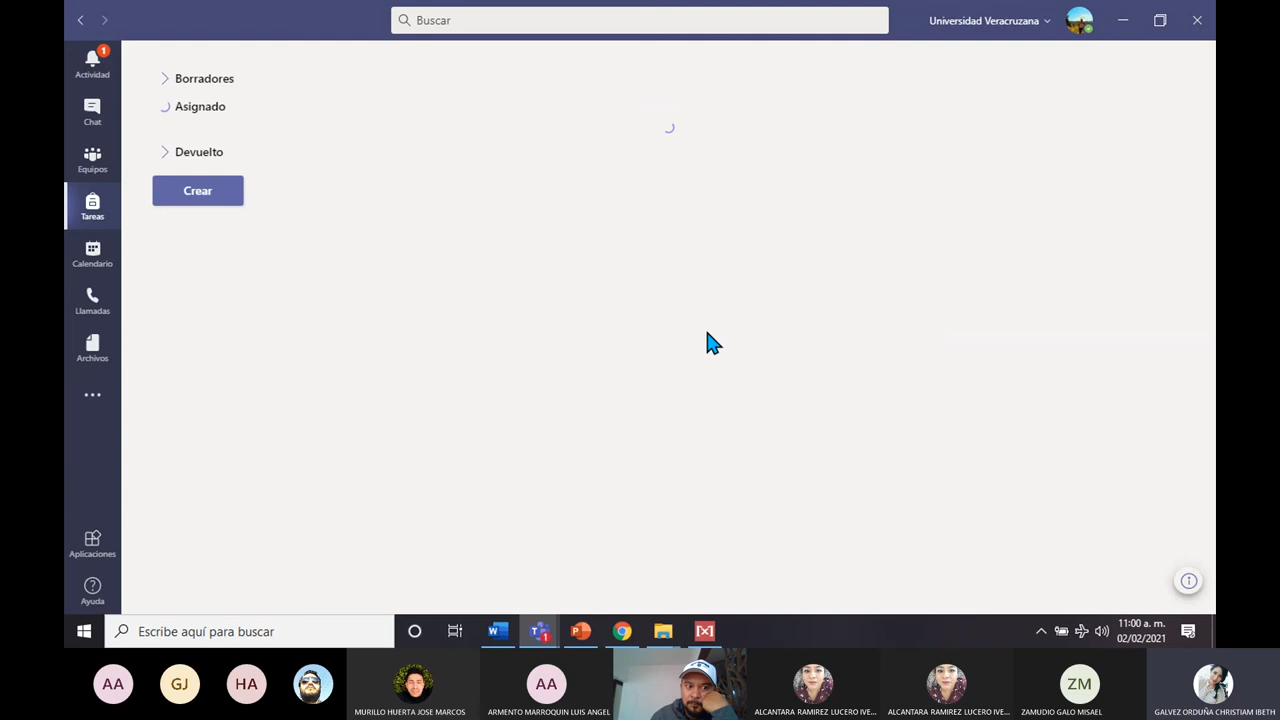 Buscar
Universidad Veracruzana
1
Actividad
Chat
Equipos
Tareas
Calendario
Llamadas
Archivos
Aplicaciones
Ayuda
Borradores
Asignado
Devuelto
Crear
Escribe aquí para buscar
1
11:00 a. m.
02/02/2021
AA
GJ
HA
MURILLO HUERTA JOSE MARCOS
AA
ARMENTO MARROQUIN LUIS ANGEL
ALCANTARA RAMIREZ LUCERO IVE...
ALCANTARA RAMIREZ LUCERO IVE...
ZM
ZAMUDIO GALO MISAEL
GALVEZ ORDUÑA CHRISTIAM IBETH